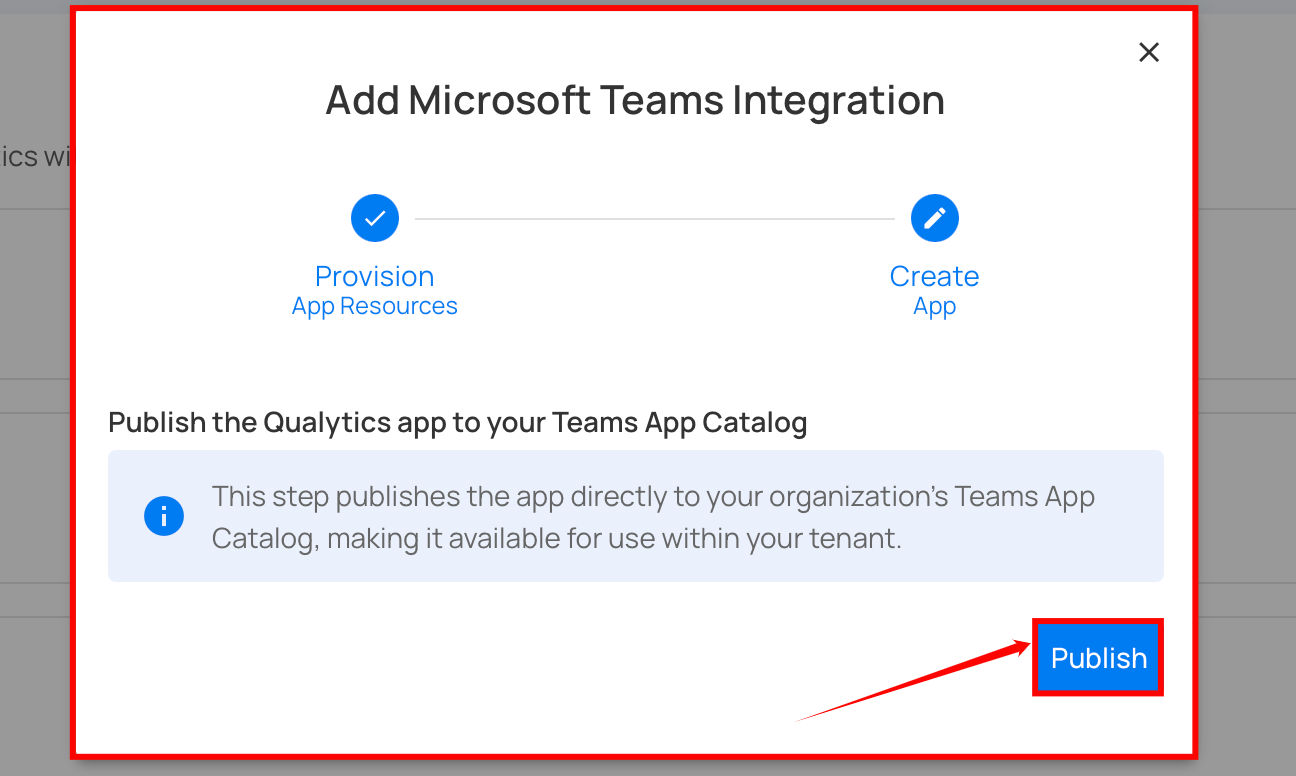 Add Microsoft Teams Integration
ics wi
Provision
App Resources
Create
App
Publish the Qualytics app to your Teams App Catalog
This step publishes the app directly to your organization's Teams App
Catalog, making it available for use within your tenant.
Publish